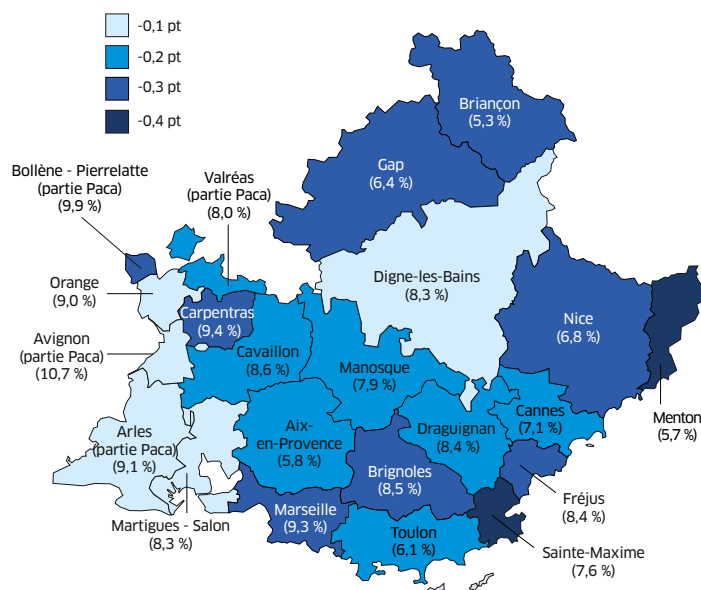 -0,1 pt
-0,2 pt
-0,3 pt
-0,4 pt
Briançon
(5,3 %)
Gap
(6,4 %)
Bollène - Pierrelatte
(partie Paca)
(9,9 %)
Valréas
(partie Paca)
(8,0 %)
Orange
(9,0 %)
Digne-les-Bains
(8,3 %)
Carpentras
(9,4 %)
Nice
(6,8 %)
Avignon
(partie Paca)
(10,7 %)
Cavaillon
(8,6 %)
Manosque
(7,9 %)
Menton
(5,7 %)
Cannes
(7,1 %)
Arles
(partie Paca)
(9,1 %)
Aix-
en-Provence
(5,8 %)
Draguignan
(8,4 %)
Brignoles
(8,5 %)
Fréjus
(8,4 %)
Marseille
(9,3 %)
Martigues - Salon
(8,3 %)
Toulon
(6,1 %)
Sainte-Maxime
(7,6 %)